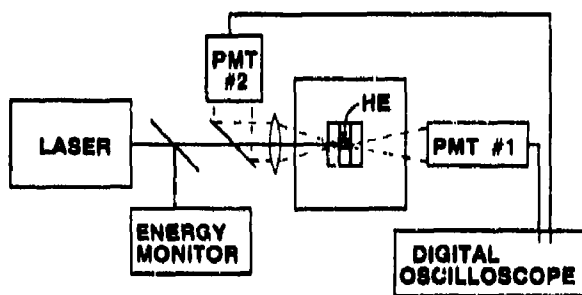 PMT
#2
HE
LASER
PMT #1
ENERGY
MONITOR
DIGITAL
OSCILLOSCOPE